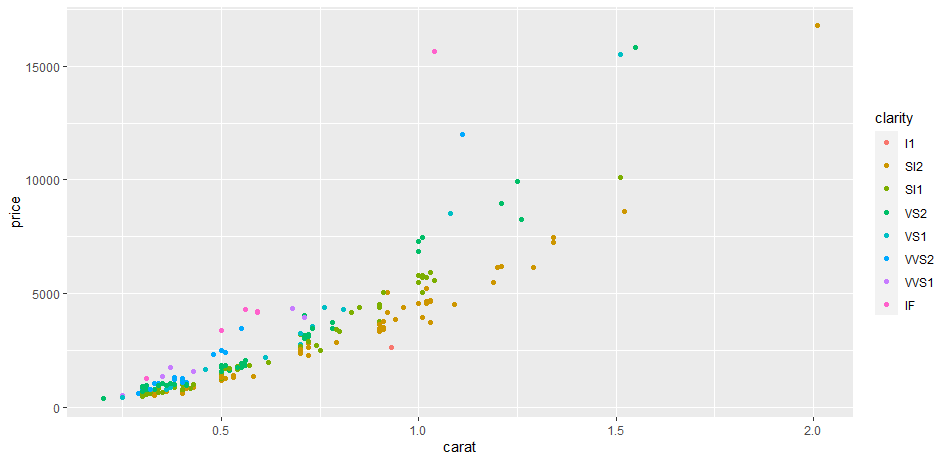 15000
10000
5000
0
price
0.5 1.0 1.5 2.0
carat
clarity
I1
SI2
SI1
VS2
VS1
VVS2
VVS1
IF